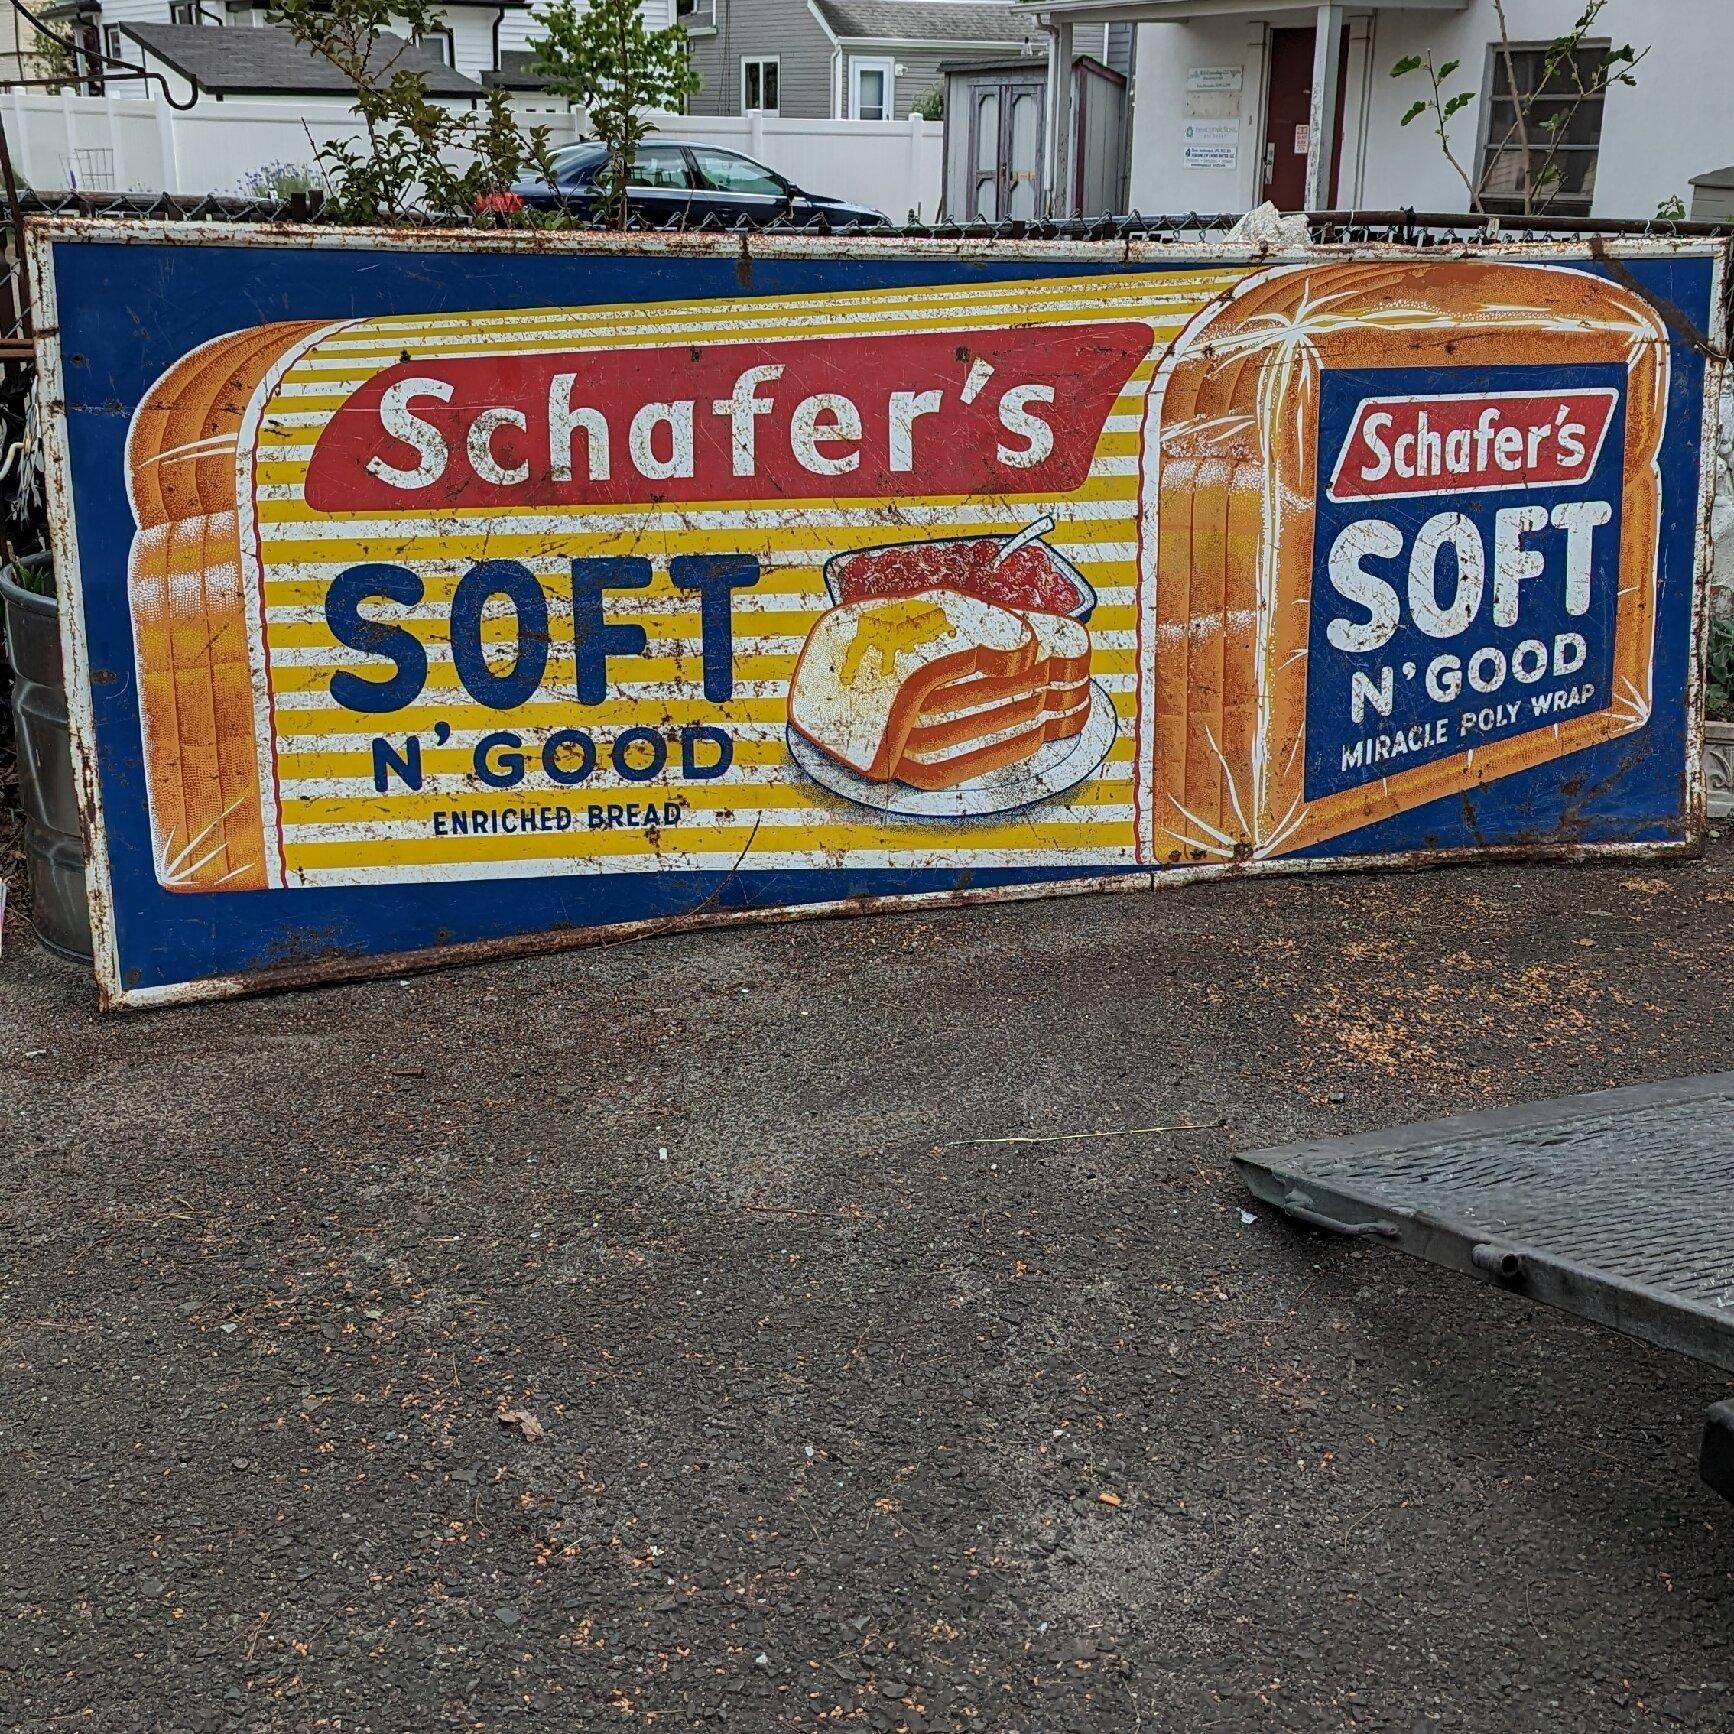 Schafer's
SOFT
N' GOOD
ENRICHED BREAD
Schafer's
SOFT
N' GOOD
MIRACLE POLY WRAP